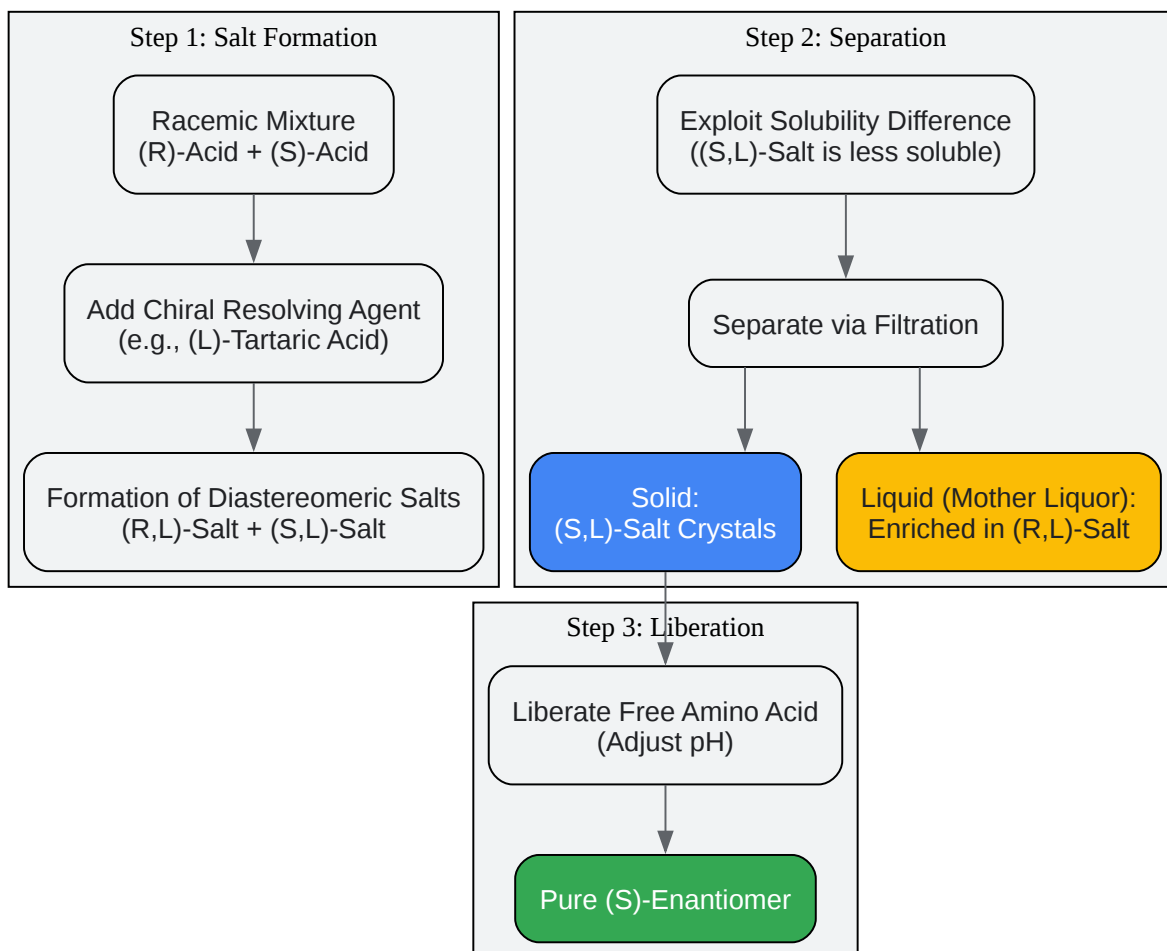 Step 1: Salt Formation
Racemic Mixture
(R)-Acid + (S)-Acid
Add Chiral Resolving Agent
(e.g., (L)-Tartaric Acid)
Formation of Diastereomeric Salts
(R,L)-Salt + (S,L)-Salt
Step 2: Separation
Exploit Solubility Difference
((S,L)-Salt is less soluble)
Separate via Filtration
Solid:
(S,L)-Salt Crystals
Liquid (Mother Liquor):
Enriched in (R,L)-Salt
Step 3: Liberation
Liberate Free Amino Acid
(Adjust pH)
Pure (S)-Enantiomer